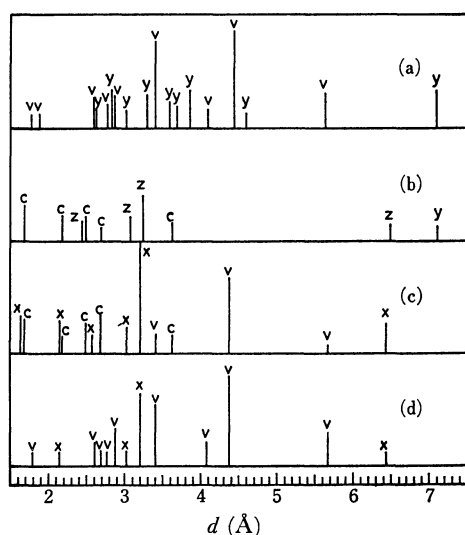 v v v y v y v y y v y y y v v y v y
(a)
c c z c c z z c z y
(b)
x c x c c x c x x v c v v x
(c)
v x v v v v x x v v v v x
(d)
2 3 4 5 6 7
d (Å)